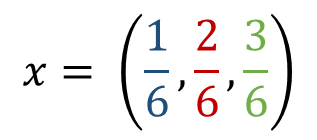 x = (1/6, 2/6, 3/6)